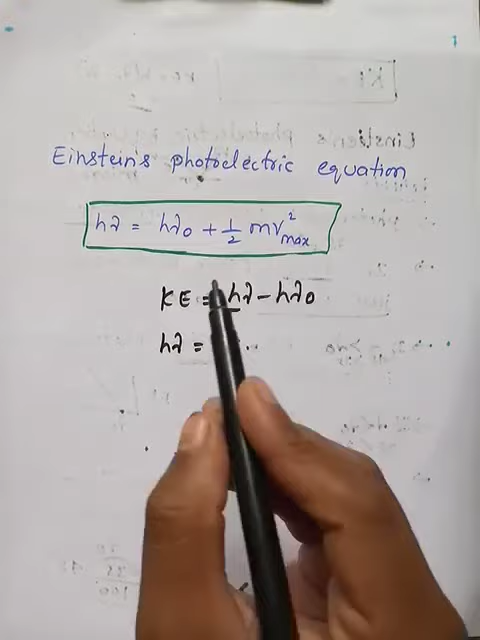 Einstein's photoelectric equation
hν = hν0 + 1/2 mv²max
KE = hν - hν0
hν =